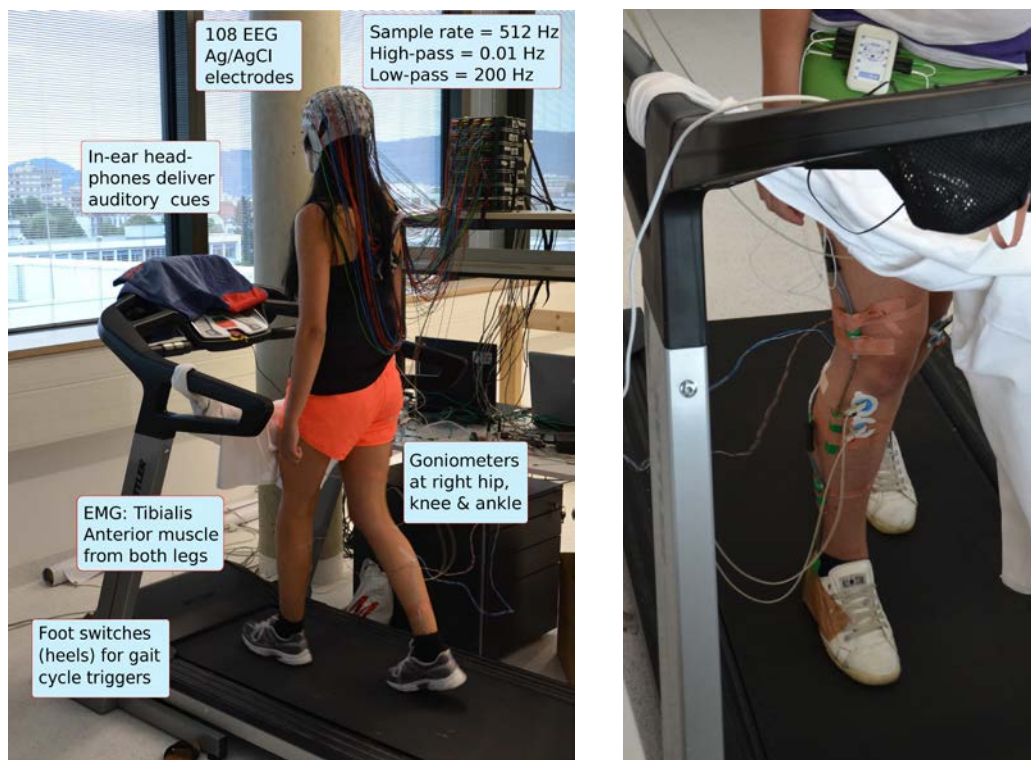 108 EEG
Ag/AgCl
electrodes
Sample rate = 512 Hz
High-pass = 0.01 Hz
Low-pass = 200 Hz
In-ear head-
phones deliver
auditory cues
Goniometers
at right hip,
knee & ankle
EMG: Tibialis
Anterior muscle
from both legs
Foot switches
(heels) for gait
cycle triggers